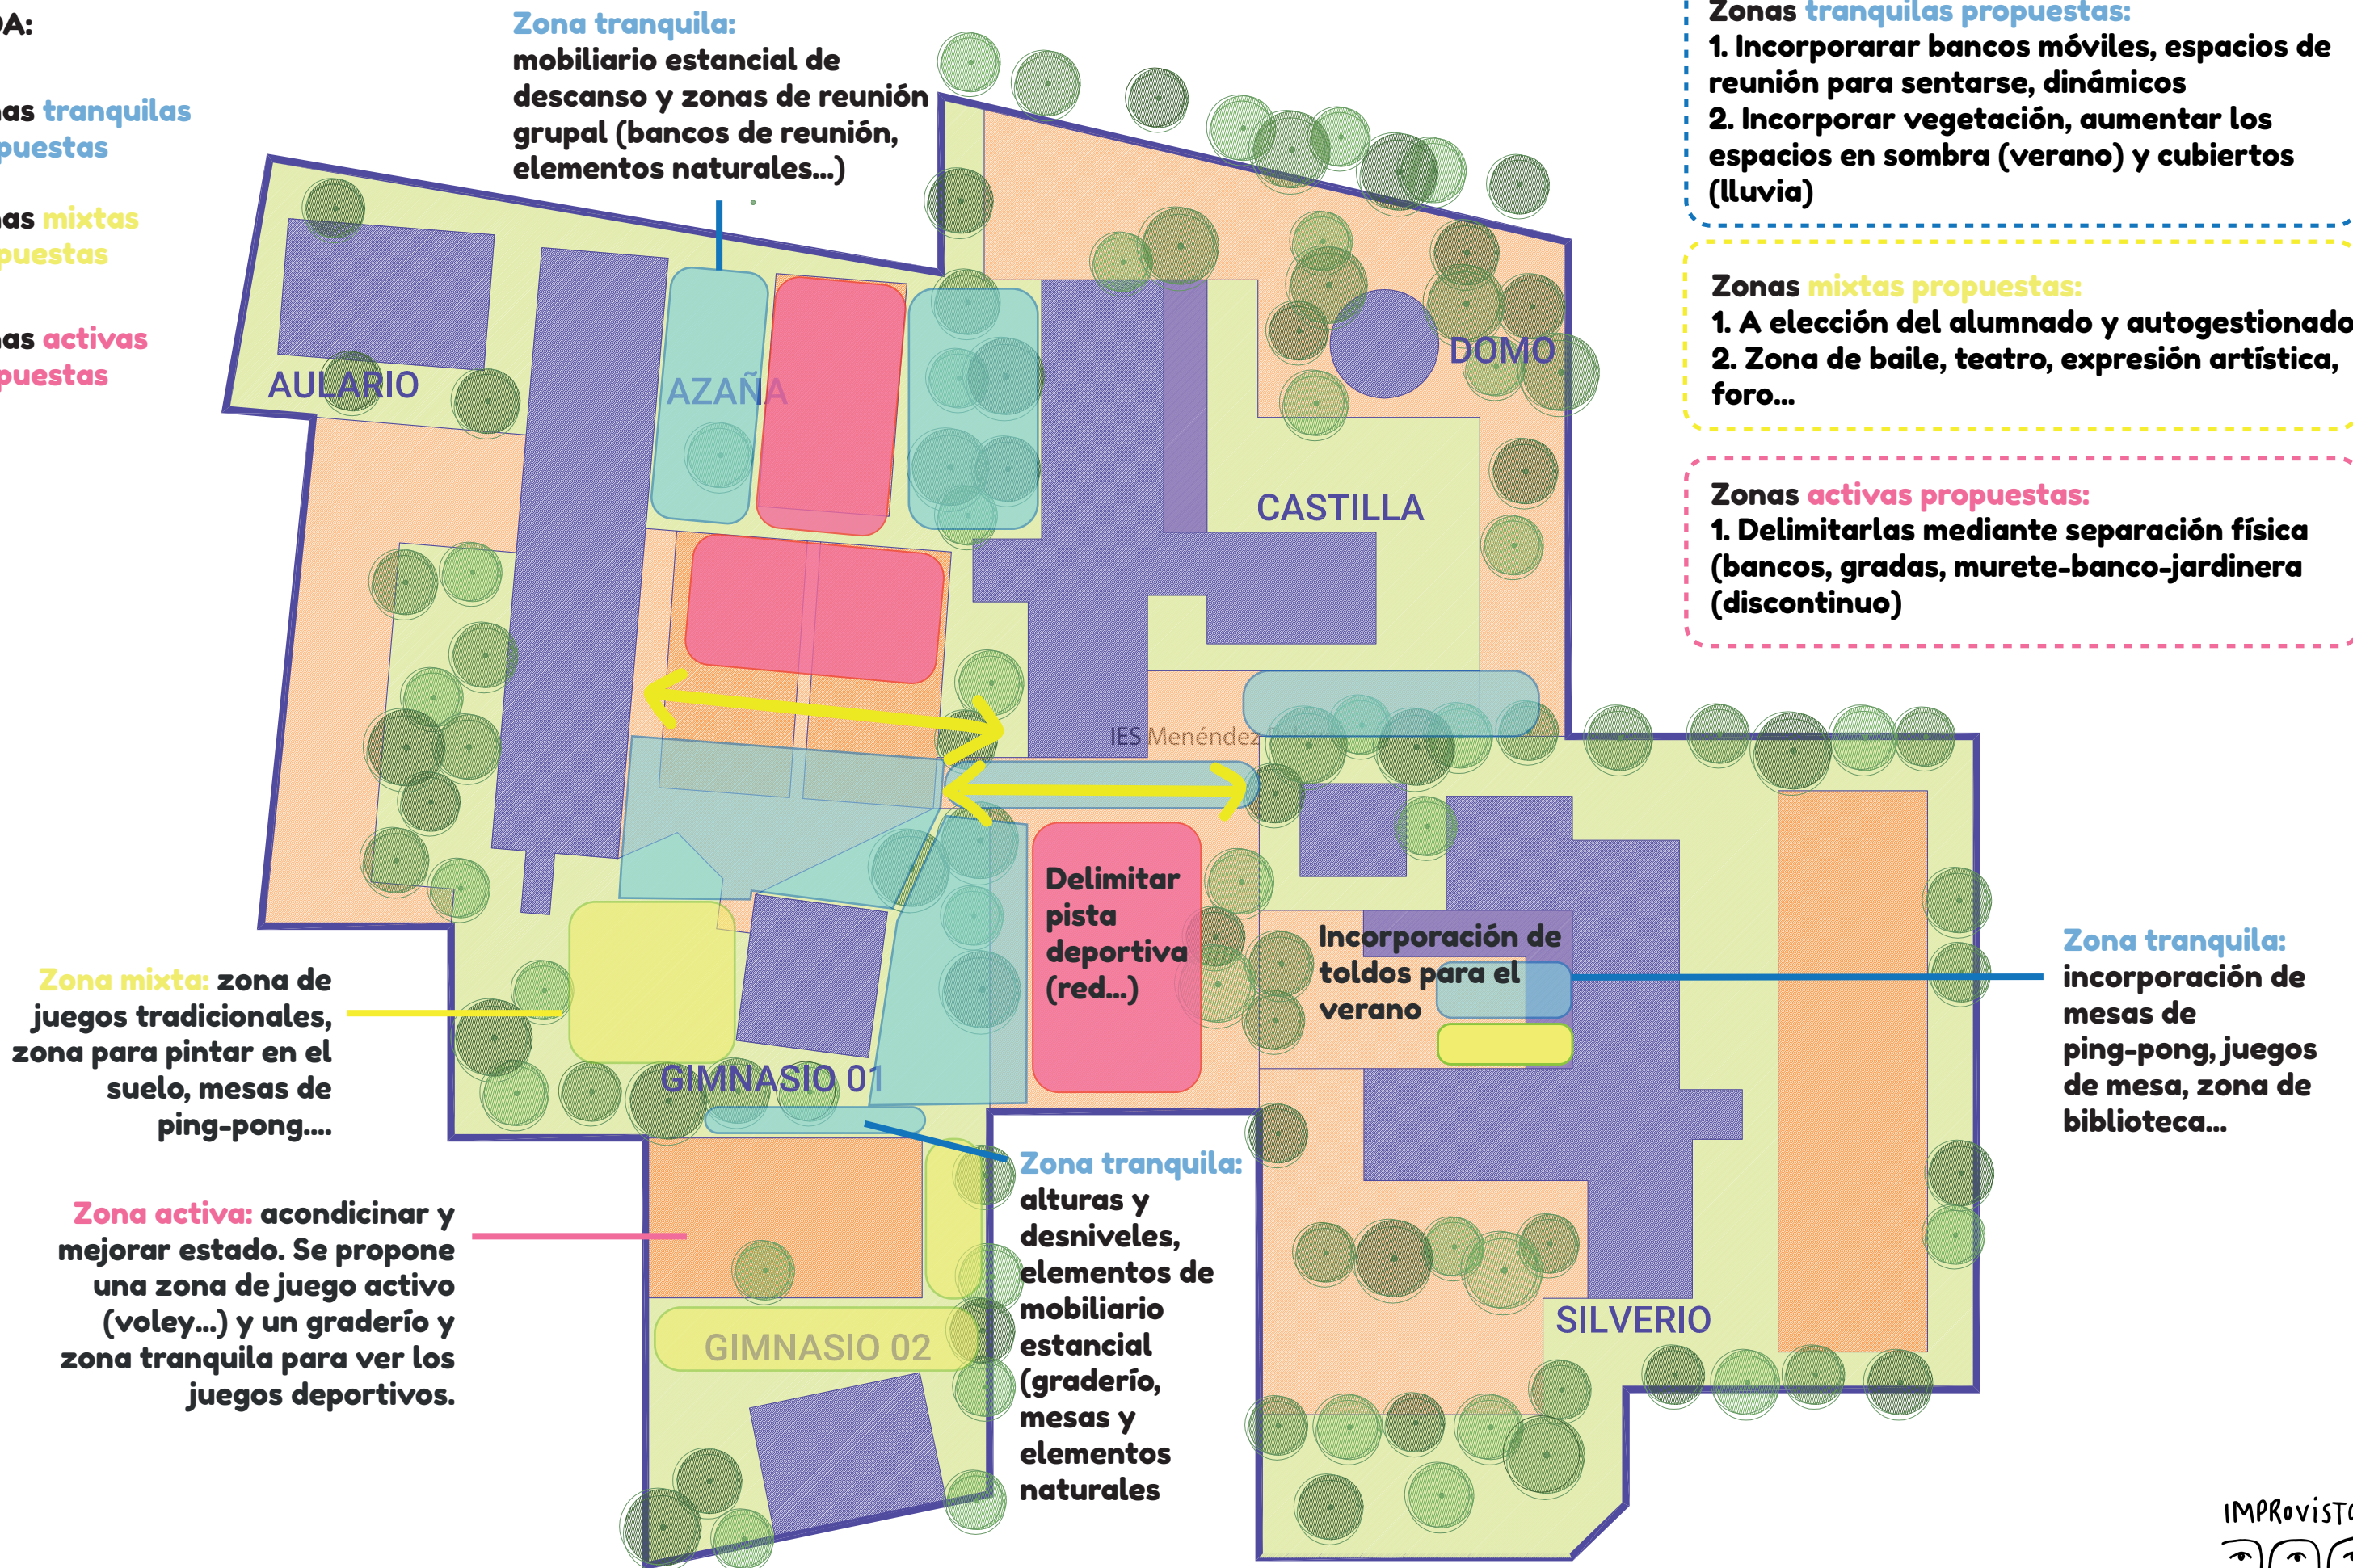 DA:
nas tranquilas
puestas
nas mixtas
puestas
nas activas
puestas
Zona tranquila:
mobiliario estancial de
descanso y zonas de reunión
grupal (bancos de reunión,
elementos naturales...)
Zonas tranquilas propuestas:
1. Incorporarar bancos móviles, espacios de
reunión para sentarse, dinámicos
2. Incorporar vegetación, aumentar los
espacios en sombra (verano) y cubiertos
(lluvia)
Zonas mixtas propuestas:
1. A elección del alumnado y autogestionado
2. Zona de baile, teatro, expresión artística,
foro...
Zonas activas propuestas:
1. Delimitarlas mediante separación física
(bancos, gradas, murete-banco-jardinera
(discontinuo)
AULARIO
AZAÑA
DOMO
CASTILLA
IES Menéndez Pelayo
Delimitar
pista
deportiva
(red...)
Incorporación de
toldos para el
verano
Zona tranquila:
incorporación de
mesas de
ping-pong, juegos
de mesa, zona de
biblioteca...
Zona mixta: zona de
juegos tradicionales,
zona para pintar en el
suelo, mesas de
ping-pong....
GIMNASIO 01
Zona activa: acondicinar y
mejorar estado. Se propone
una zona de juego activo
(voley...) y un graderío y
zona tranquila para ver los
juegos deportivos.
Zona tranquila:
alturas y
desniveles,
elementos de
mobiliario
estancial
(graderío,
mesas y
elementos
naturales
GIMNASIO 02
SILVERIO
IMPROVISTO